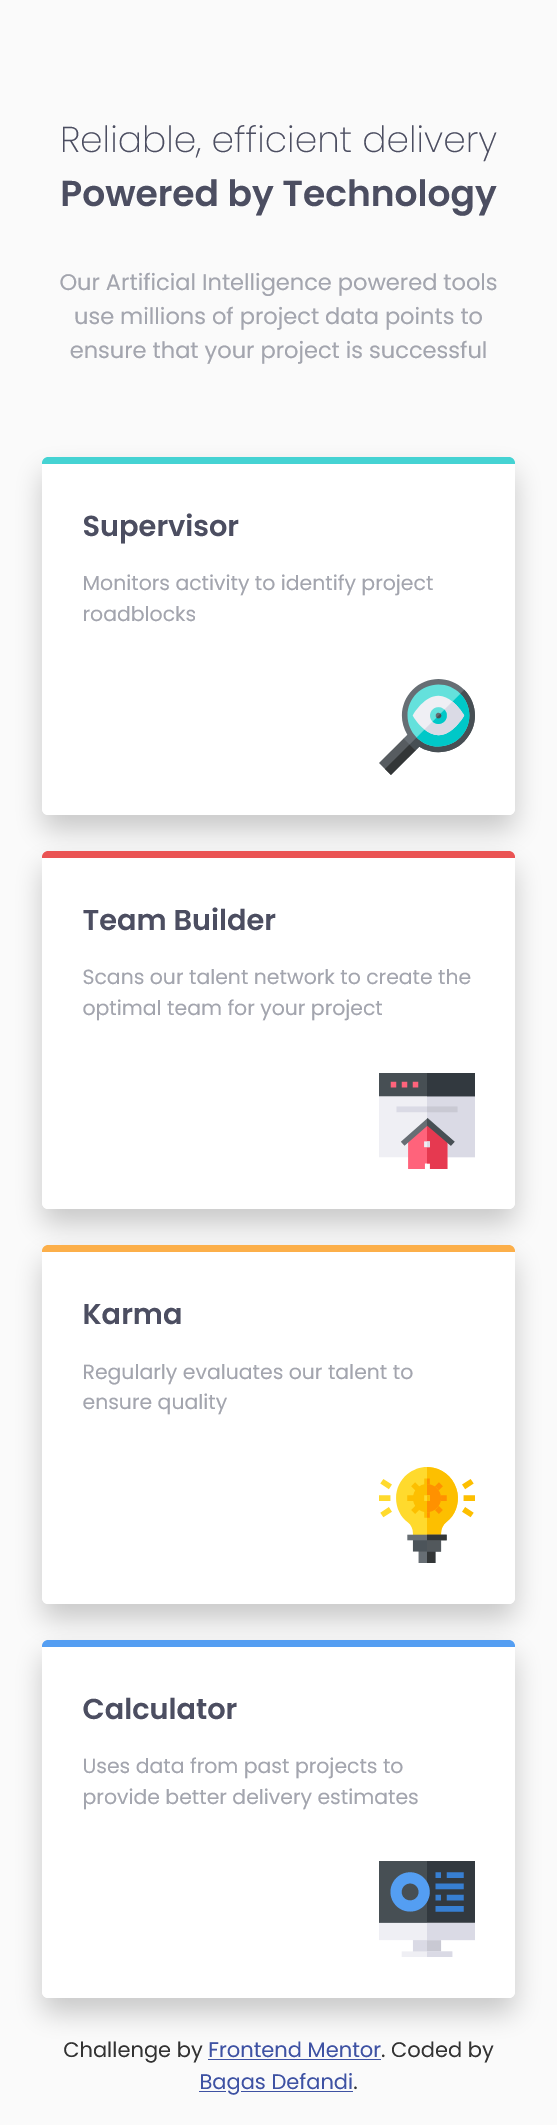 Reliable, efficient delivery
Powered by Technology
Our Artificial Intelligence powered tools
use millions of project data points to
ensure that your project is successful
Supervisor
Monitors activity to identify project
roadblocks
Team Builder
Scans our talent network to create the
optimal team for your project
Karma
Regularly evaluates our talent to
ensure quality
Calculator
Uses data from past projects to
provide better delivery estimates
Challenge by Frontend Mentor. Coded by
Bagas Defandi.